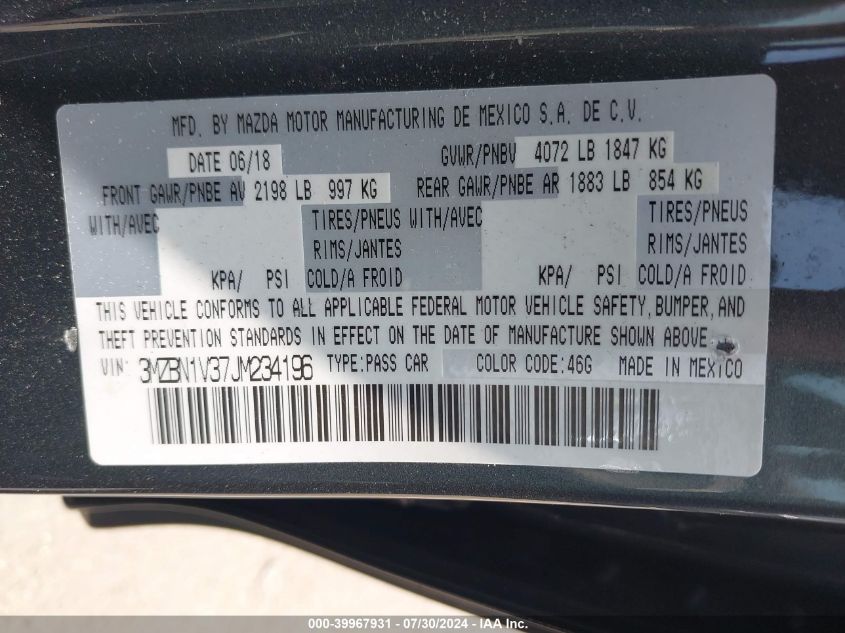 MFD. BY MAZDA MOTOR MANUFACTURING DE MEXICO S.A. DE C.V.
DATE 06/18 GVWR/PNBV 4072 LB 1847 KG
FRONT GAWR/PNBE AV 2198 LB 997 KG REAR GAWR/PNBE AR 1883 LB 854 KG
WITH/AVEC TIRES/PNEUS WITH/AVEC TIRES/PNEUS
RIMS/JANTES RIMS/JANTES
KPA/ PSI COLD/A FROID KPA/ PSI COLD/A FROID
THIS VEHICLE CONFORMS TO ALL APPLICABLE FEDERAL MOTOR VEHICLE SAFETY, BUMPER, AND
THEFT PREVENTION STANDARDS IN EFFECT ON THE DATE OF MANUFACTURE SHOWN ABOVE.
VIN: 3MZBN1V37JM234196 TYPE:PASS CAR COLOR CODE:46G MADE IN MEXICO
000-39967931 / 07/30/2024 - IAA Inc.